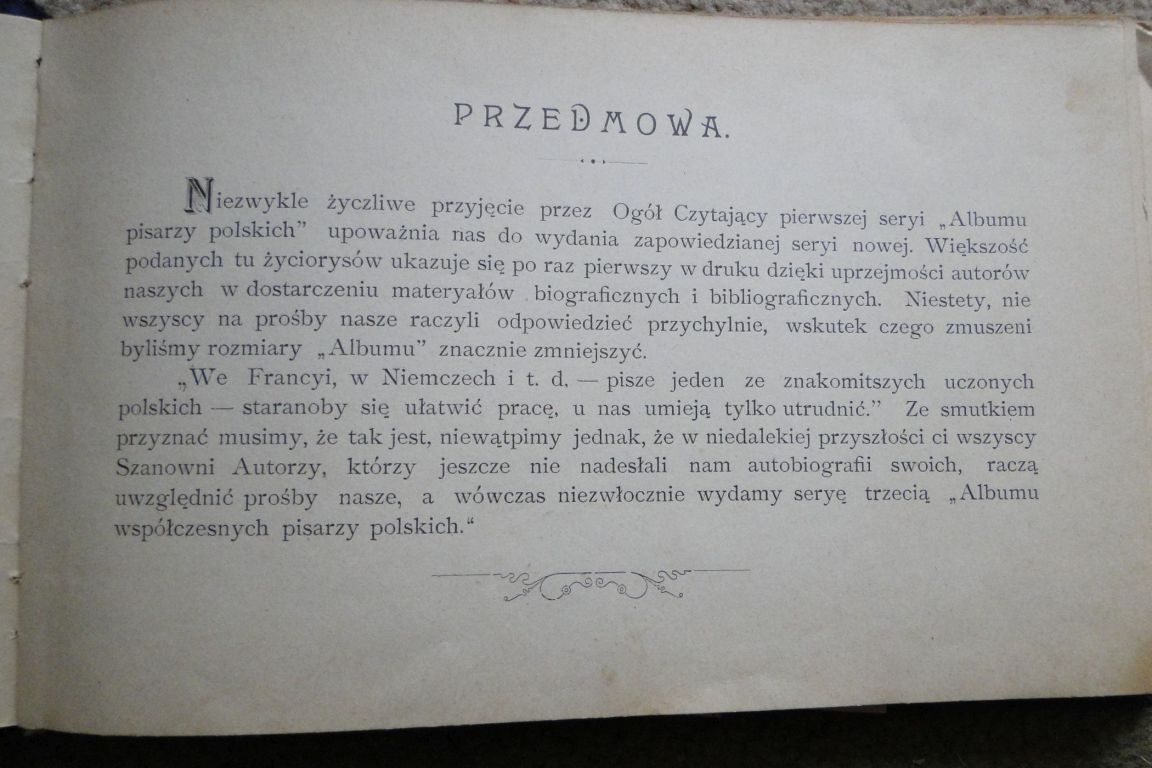 PRZEDMOWA.
Niezwykle życzliwe przyjęcie przez Ogół Czytający pierwszej seryi „Albumu
pisarzy polskich” upoważnia nas do wydania zapowiedzianej seryi nowej. Większość
podanych tu życiorysów ukazuje się po raz pierwszy w druku dzięki uprzejmości autorów
naszych w dostarczeniu materyałów biograficznych i bibliograficznych. Niestety, nie
wszyscy na prośby nasze raczyli odpowiedzieć przychylnie, wskutek czego zmuszeni
byliśmy rozmiary „Albumu” znacznie zmniejszyć.
„We Francyi, w Niemczech i t. d. — pisze jeden ze znakomitszych uczonych
polskich — staranoby się ułatwić pracę, u nas umieją tylko utrudnić.” Ze smutkiem
przyznać musimy, że tak jest, niewątpimy jednak, że w niedalekiej przyszłości ci wszyscy
Szanowni Autorzy, którzy jeszcze nie nadesłali nam autobiografii swoich, raczą
uwzględnić prośby nasze, a wówczas niezwłocznie wydamy seryę trzecią „Albumu
współczesnych pisarzy polskich.“